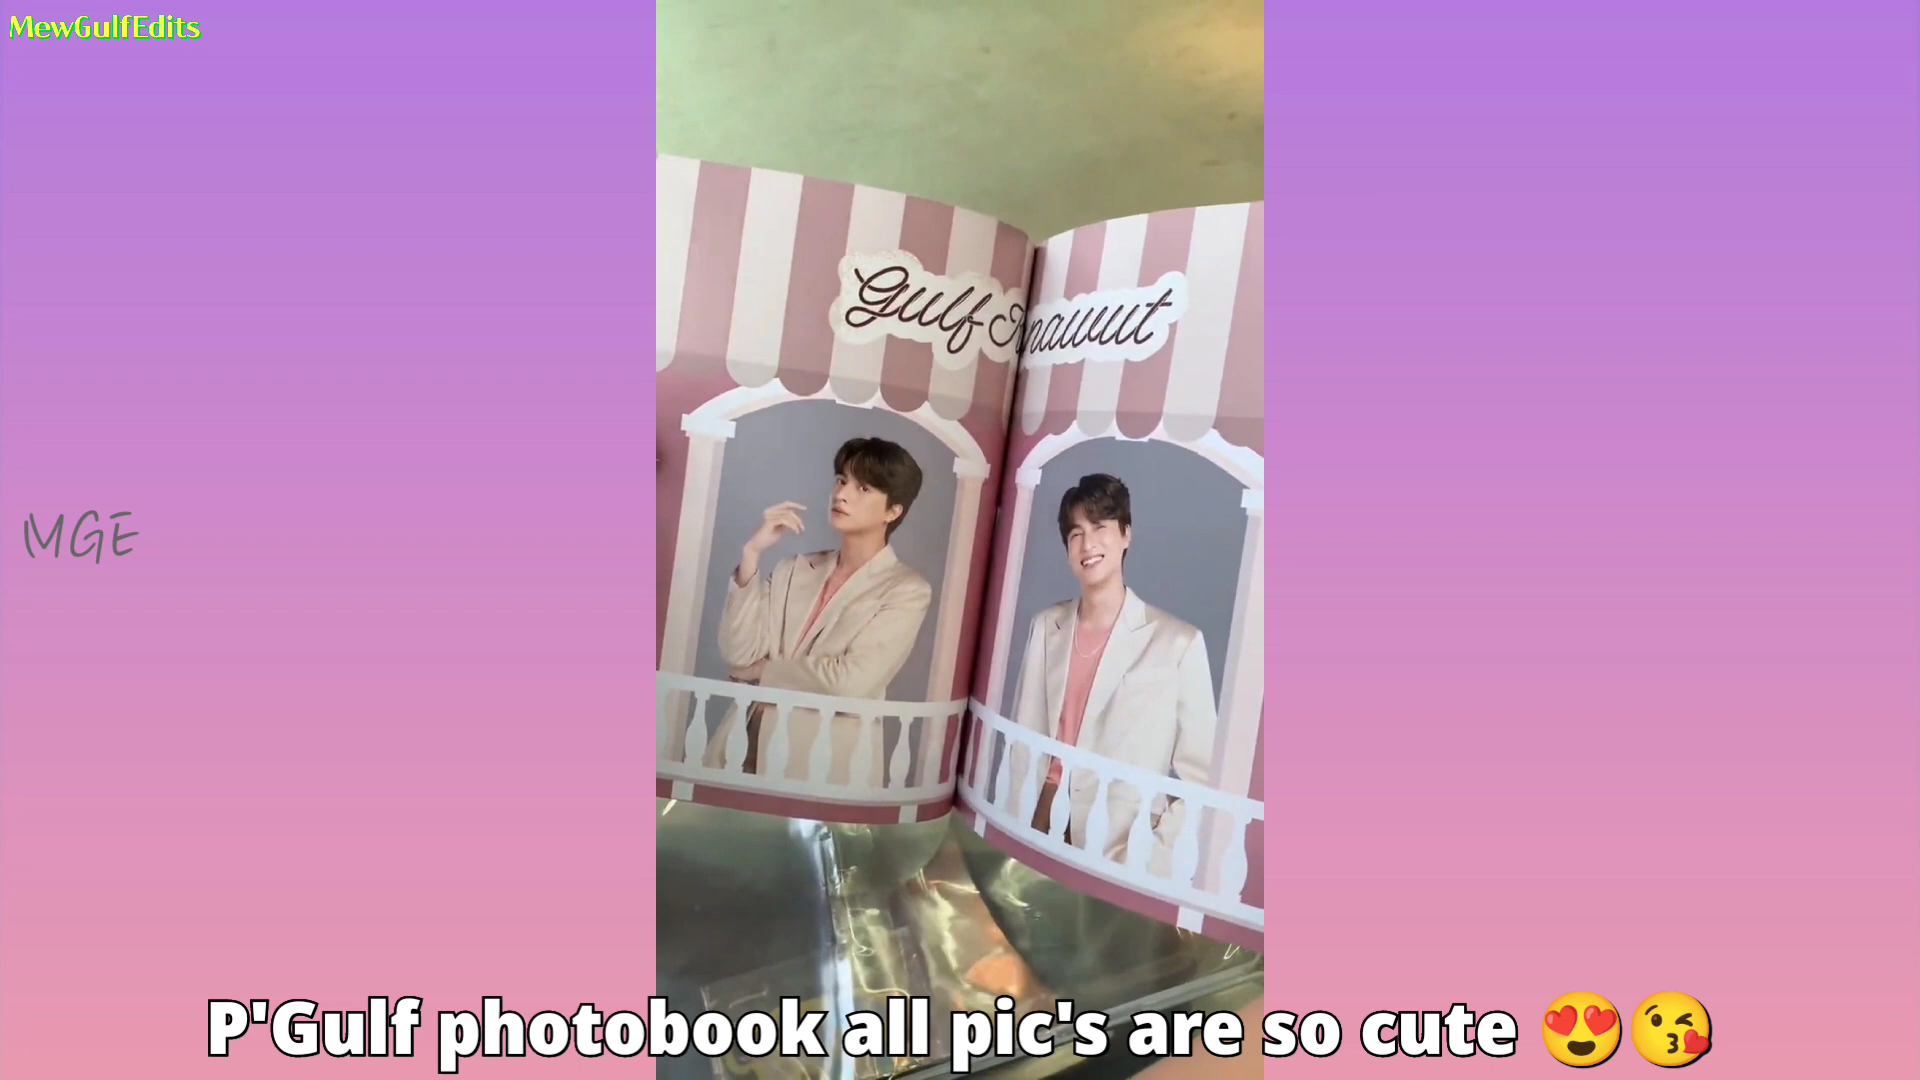 MewGulfEdits
Gulf Kanawut
MGE
P'Gulf photobook all pic's are so cute 😍😘